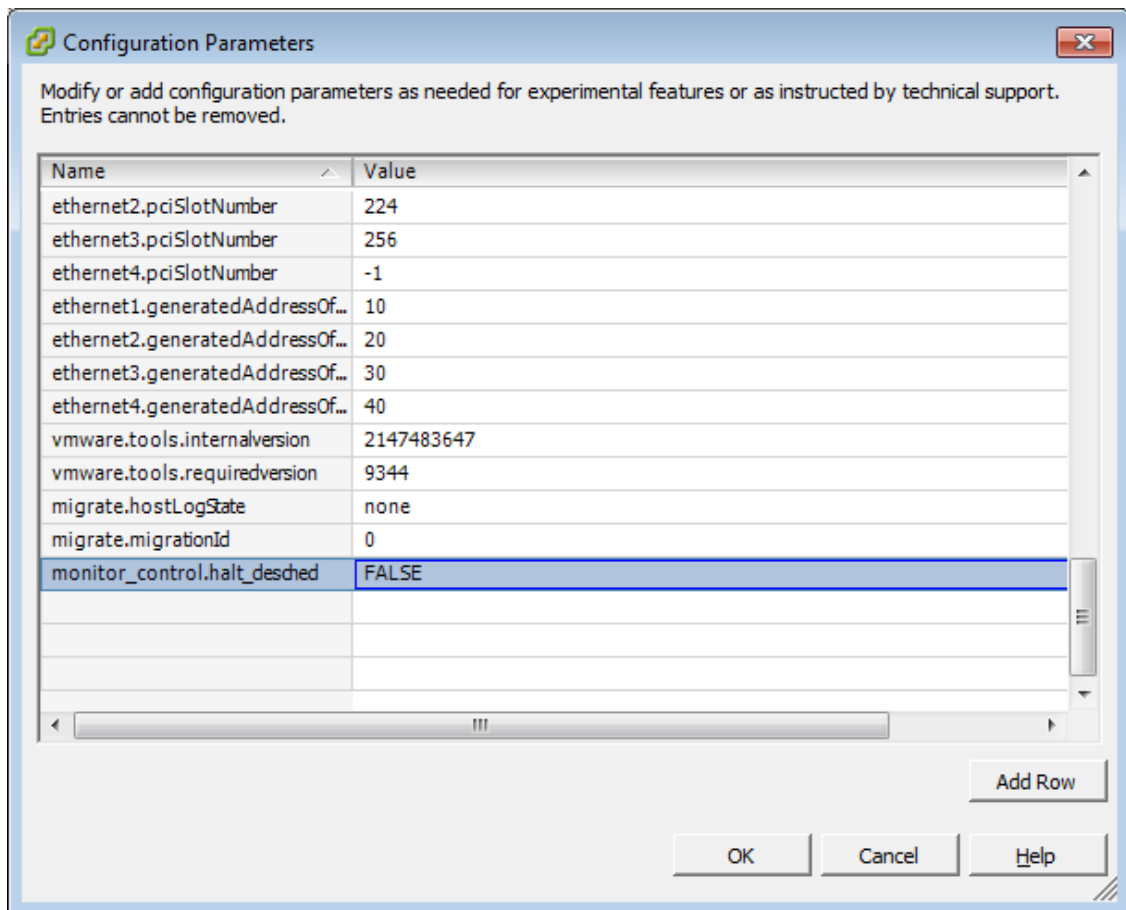 Configuration Parameters
Modify or add configuration parameters as needed for experimental features or as instructed by technical support.
Entries cannot be removed.
Name Value
ethernet2.pciSlotNumber 224
ethernet3.pciSlotNumber 256
ethernet4.pciSlotNumber -1
ethernet1.generatedAddressOf... 10
ethernet2.generatedAddressOf... 20
ethernet3.generatedAddressOf... 30
ethernet4.generatedAddressOf... 40
vmware.tools.internalversion 2147483647
vmware.tools.requiredversion 9344
migrate.hostLogState none
migrate.migrationId 0
monitor_control.halt_desched FALSE
Add Row
OK Cancel Help